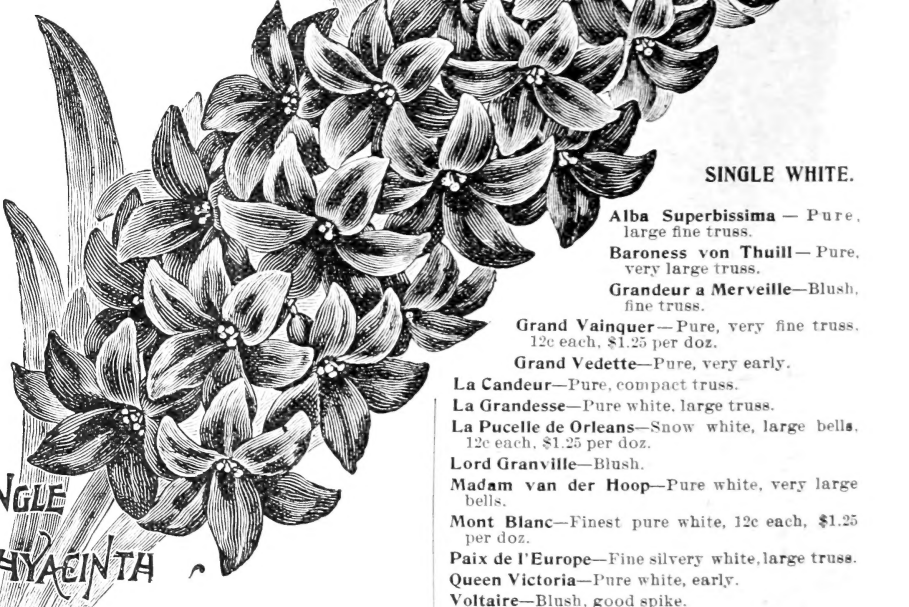 SINGLE WHITE.
Alba Superbissima — Pure,
large fine truss.
Baroness von Thuill — Pure,
very large truss.
Grandeur a Merveille—Blush,
fine truss.
Grand Vainquer—Pure, very fine truss.
12c each, $1.25 per doz.
Grand Vedette—Pure, very early.
La Candeur—Pure, compact truss.
La Grandesse—Pure white, large truss.
La Pucelle de Orleans—Snow white, large bells,
12c each, $1.25 per doz.
Lord Granville—Blush.
Madam van der Hoop—Pure white, very large
bells.
Mont Blanc—Finest pure white, 12c each, $1.25
per doz.
Paix de l'Europe—Fine silvery white, large truss.
Queen Victoria—Pure white, early.
Voltaire—Blush, good spike.
NGLE
HYACINTH